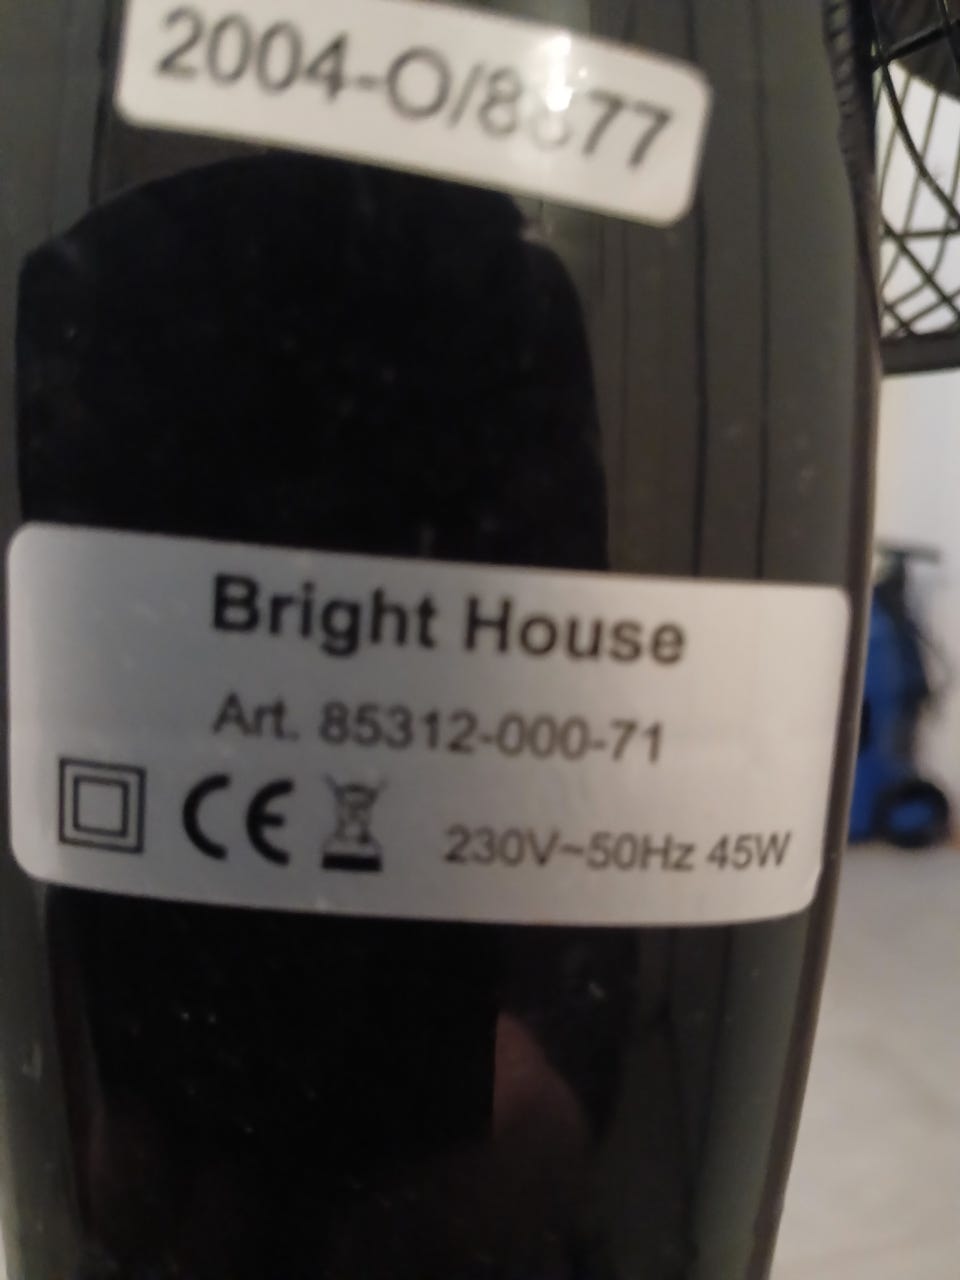 2004-O/8877
Bright House
Art. 85312-000-71
CE
230V~50Hz 45W